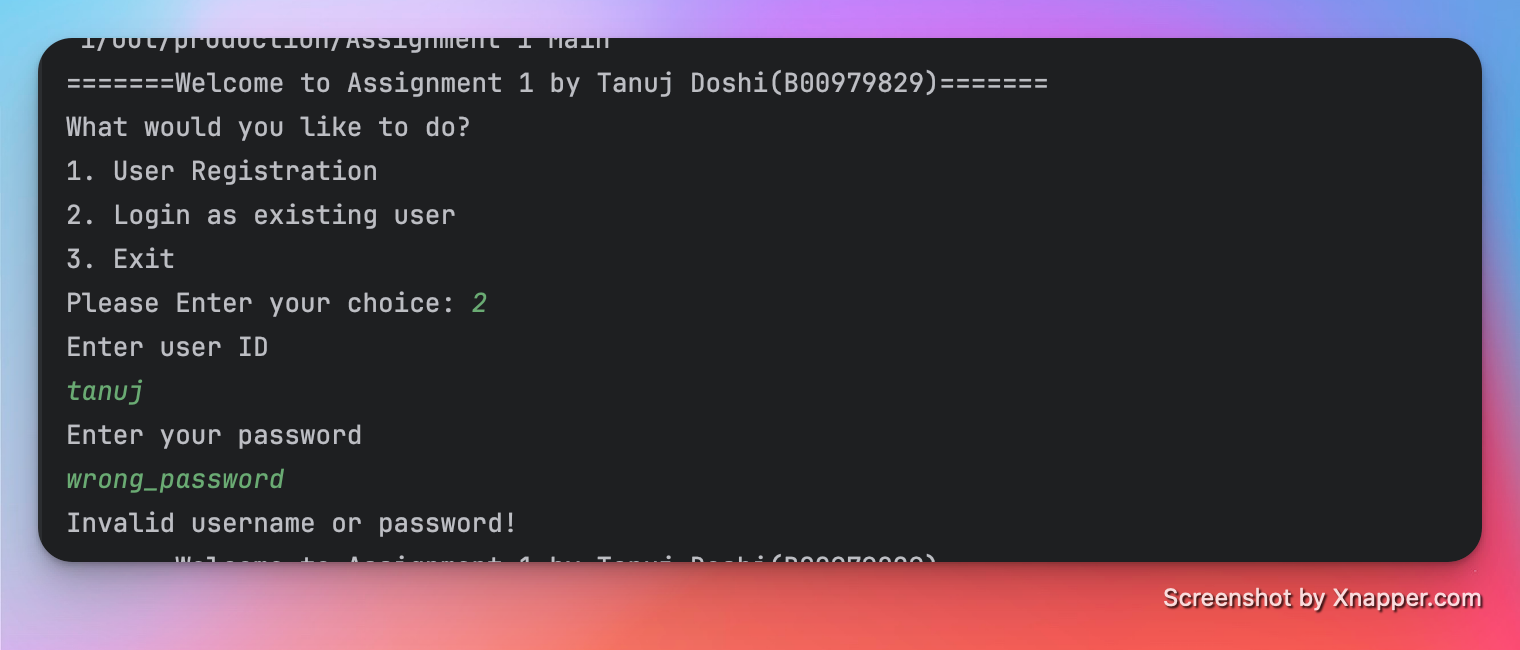 1/out/production/Assignment 1 Main
=======Welcome to Assignment 1 by Tanuj Doshi(B00979829)=======
What would you like to do?
1. User Registration
2. Login as existing user
3. Exit
Please Enter your choice: 2
Enter user ID
tanuj
Enter your password
wrong_password
Invalid username or password!
Welcome to Assignment 1 by Tanuj Doshi(B00979829)
Screenshot by Xnapper.com